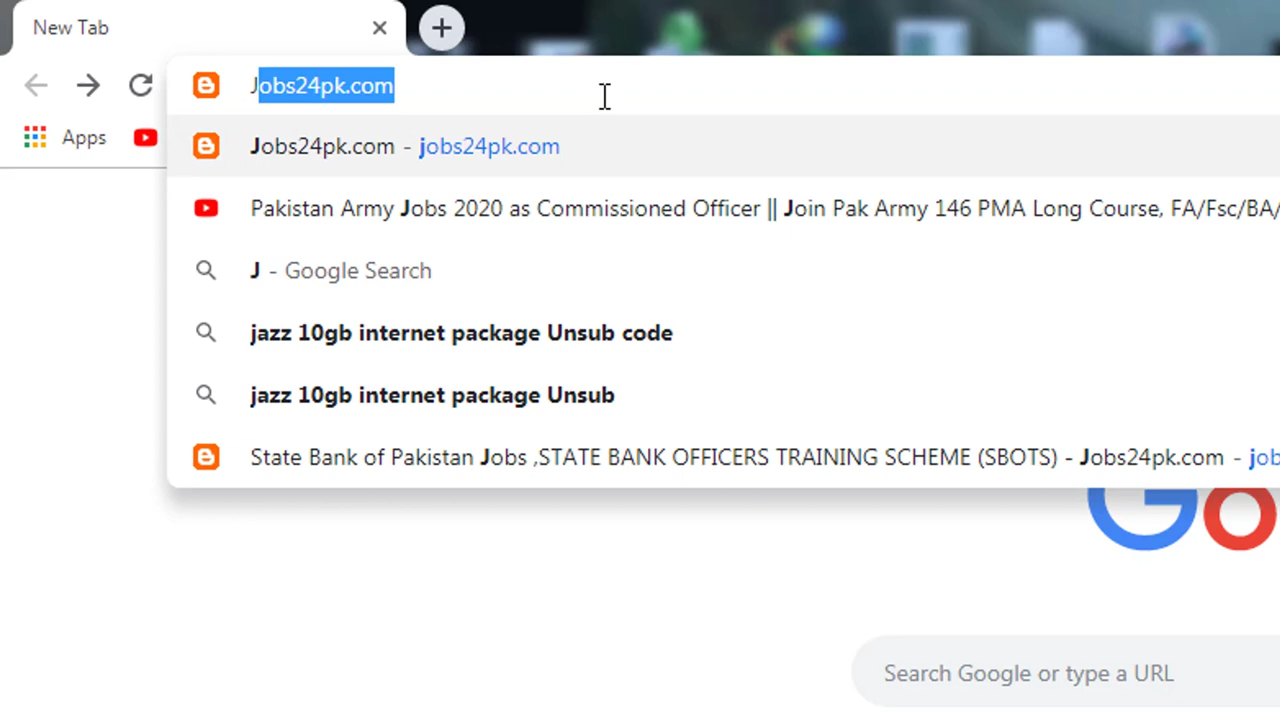 New Tab
Jobs24pk.com
Apps
Jobs24pk.com - jobs24pk.com
Pakistan Army Jobs 2020 as Commissioned Officer || Join Pak Army 146 PMA Long Course, FA/Fsc/BA/
J - Google Search
jazz 10gb internet package Unsub code
jazz 10gb internet package Unsub
State Bank of Pakistan Jobs ,STATE BANK OFFICERS TRAINING SCHEME (SBOTS) - Jobs24pk.com - job
Go
Search Google or type a URL